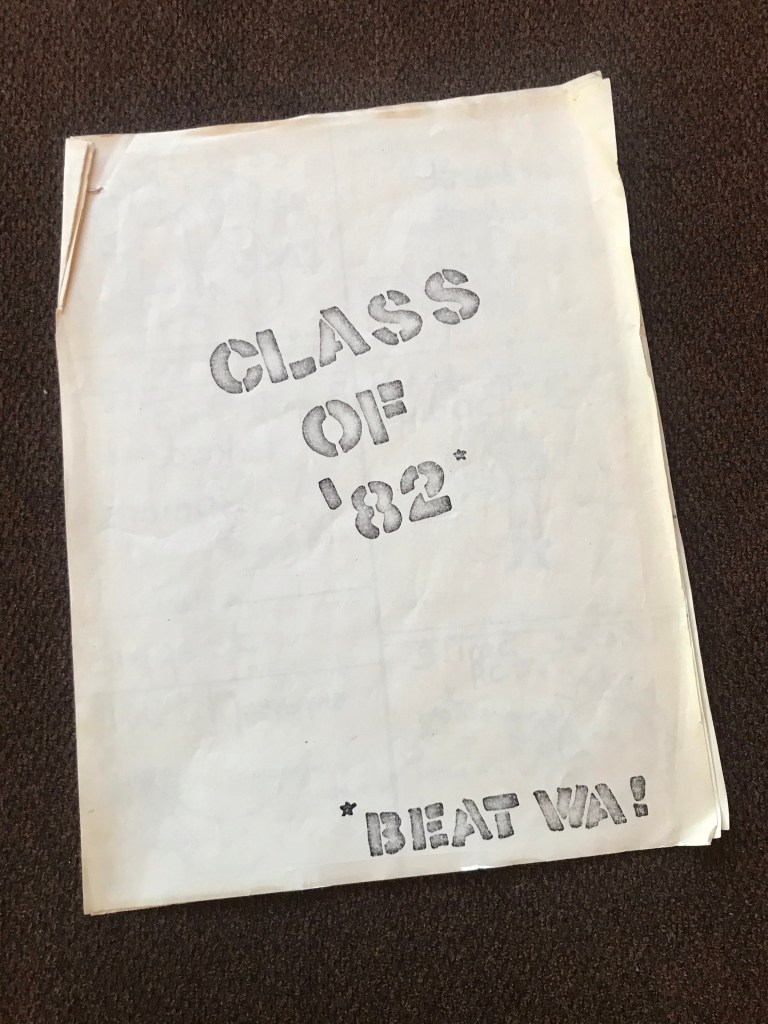 CLASS
OF
'82*
*BEAT WA!